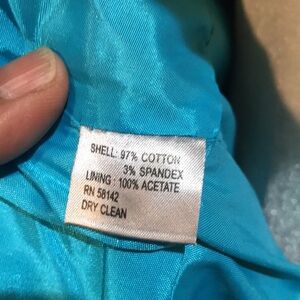 SHELL: 97% COTTON
3% SPANDEX
LINING: 100% ACETATE
RN 58142
DRY CLEAN